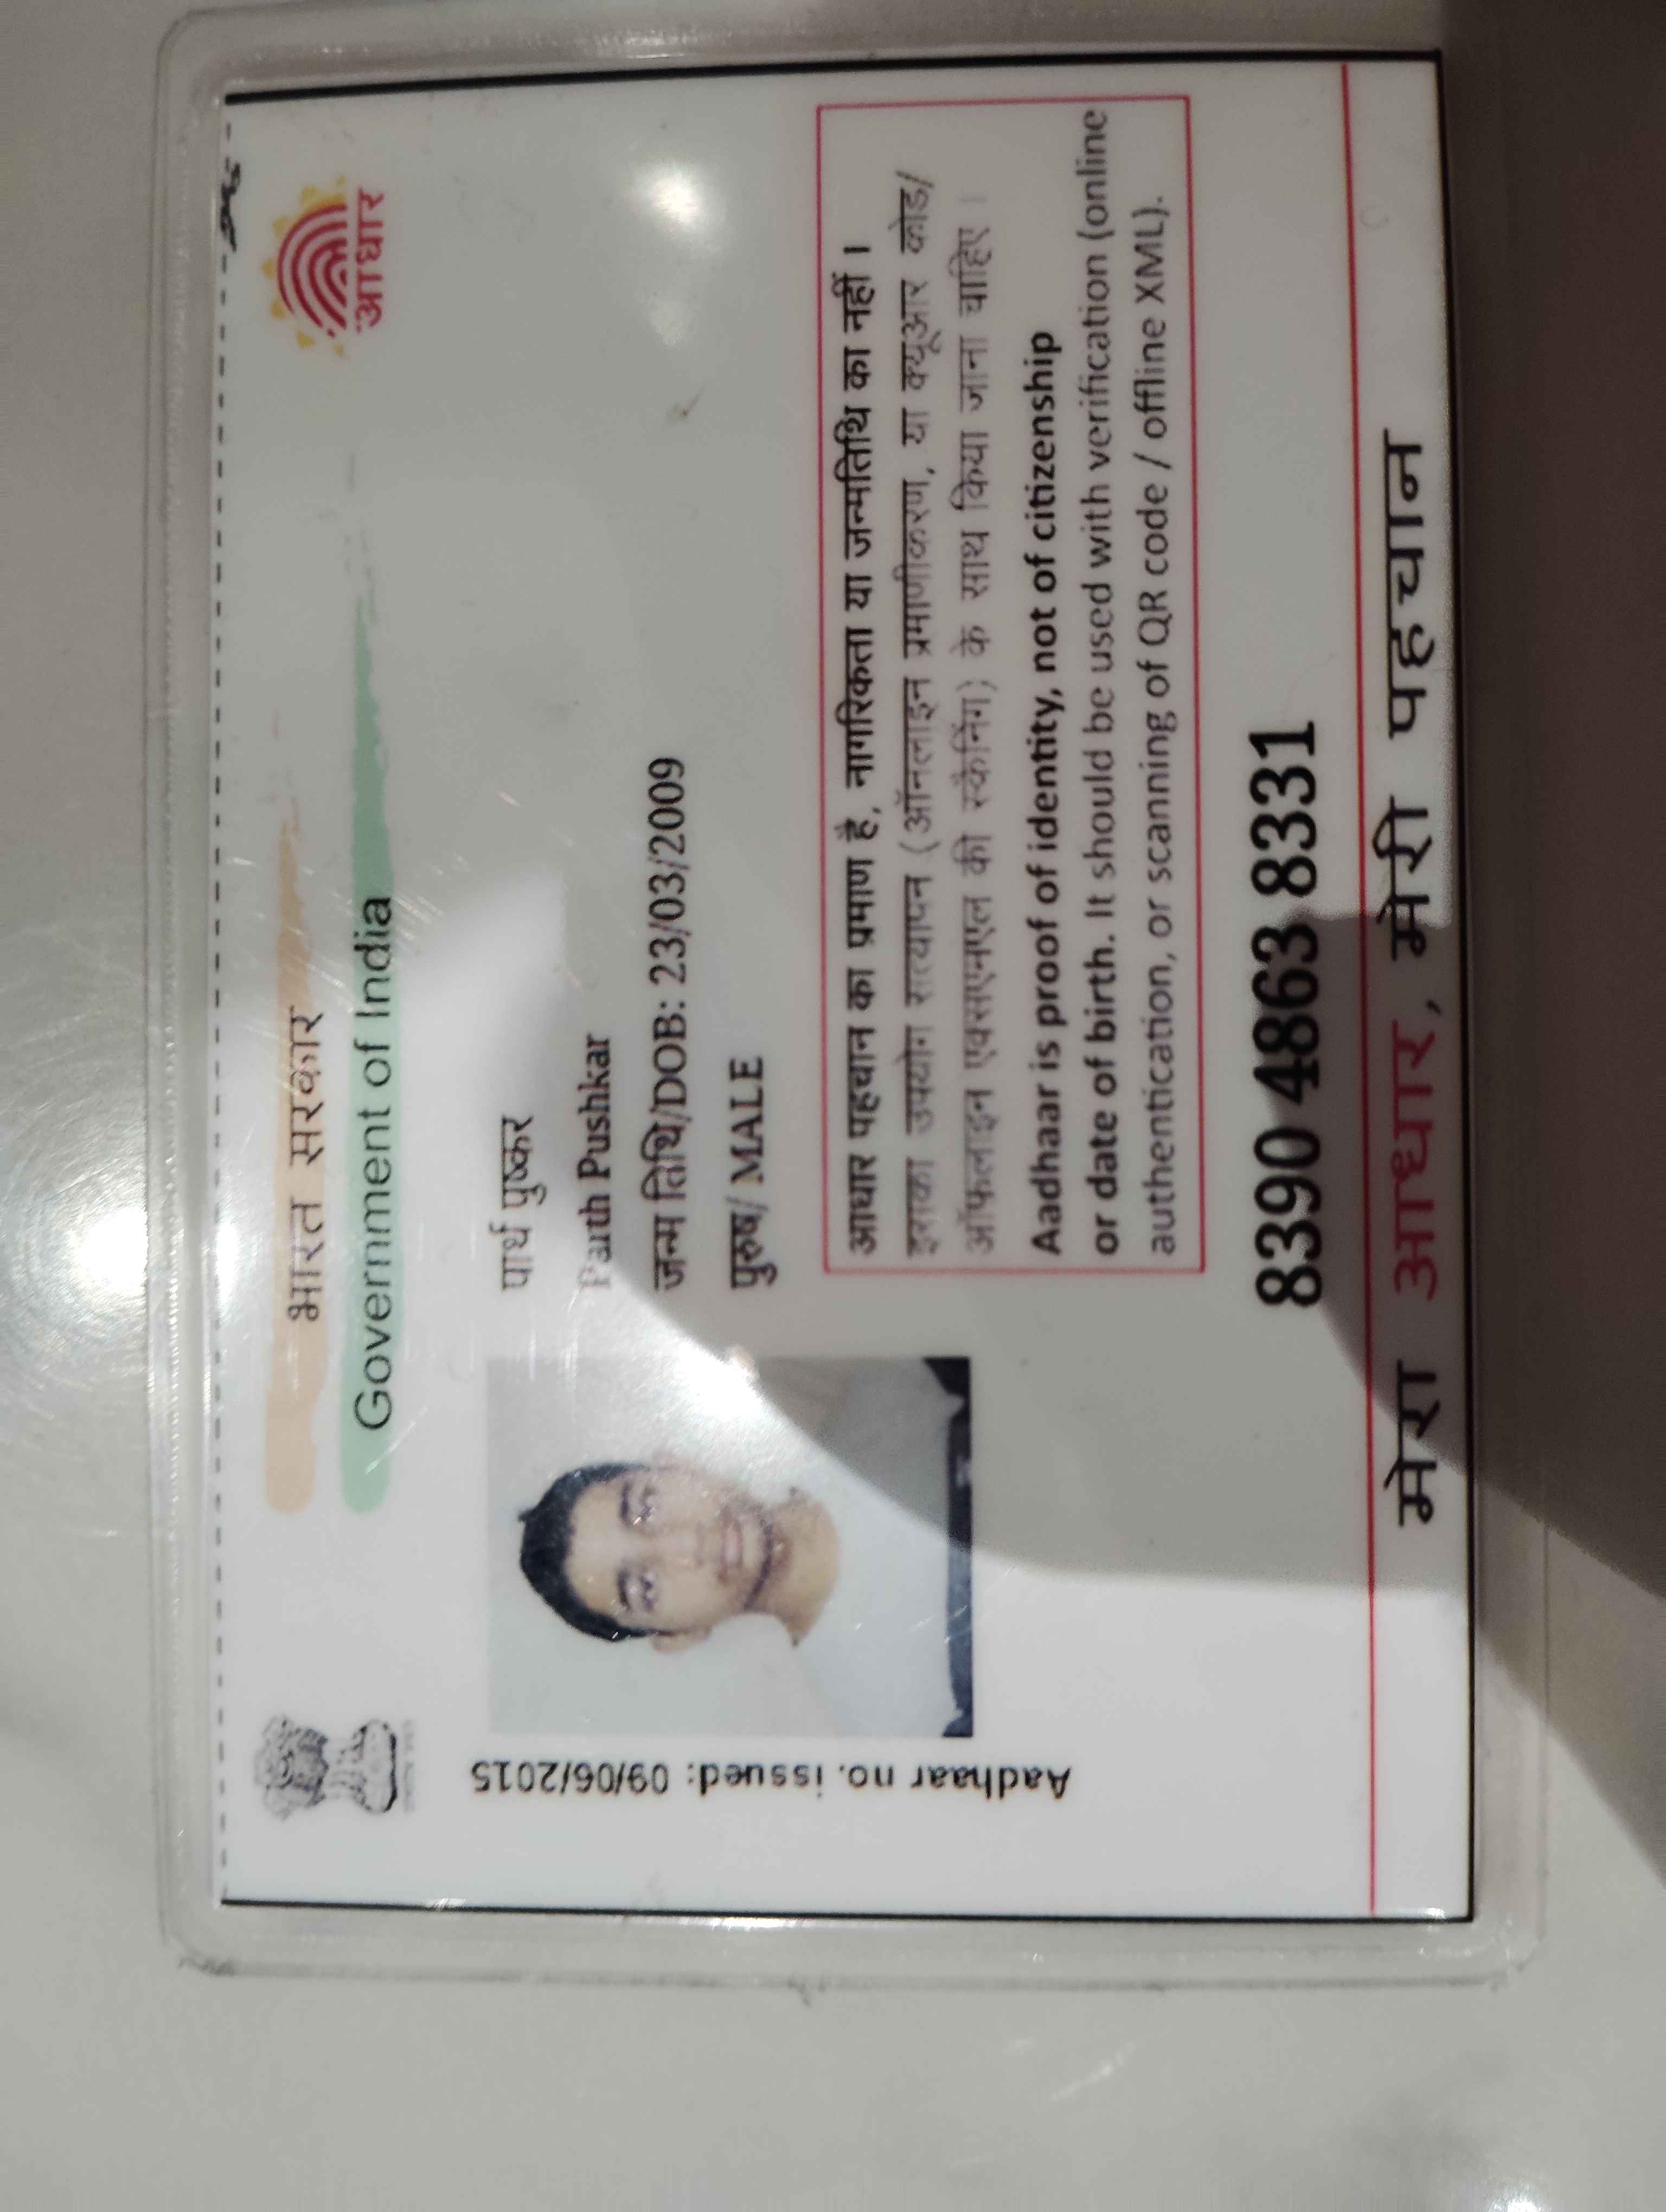 भारत सरकार
Government of India
आधार
Aadhaar no. issued: 09/06/2015
पार्थ पुष्कर
Parth Pushkar
जन्म तिथि/DOB: 23/03/2009
पुरुष/ MALE
आधार पहचान का प्रमाण है, नागरिकता या जन्मतिथि का नहीं ।
इसका उपयोग सत्यापन (ऑनलाइन प्रमाणीकरण, या क्यूआर कोड/
ऑफलाइन एक्सएमएल की स्कैनिंग) के साथ किया जाना चाहिए ।
Aadhaar is proof of identity, not of citizenship
or date of birth. It should be used with verification (online
authentication, or scanning of QR code / offline XML).
8390 4863 8331
मेरा आधार, मेरी पहचान